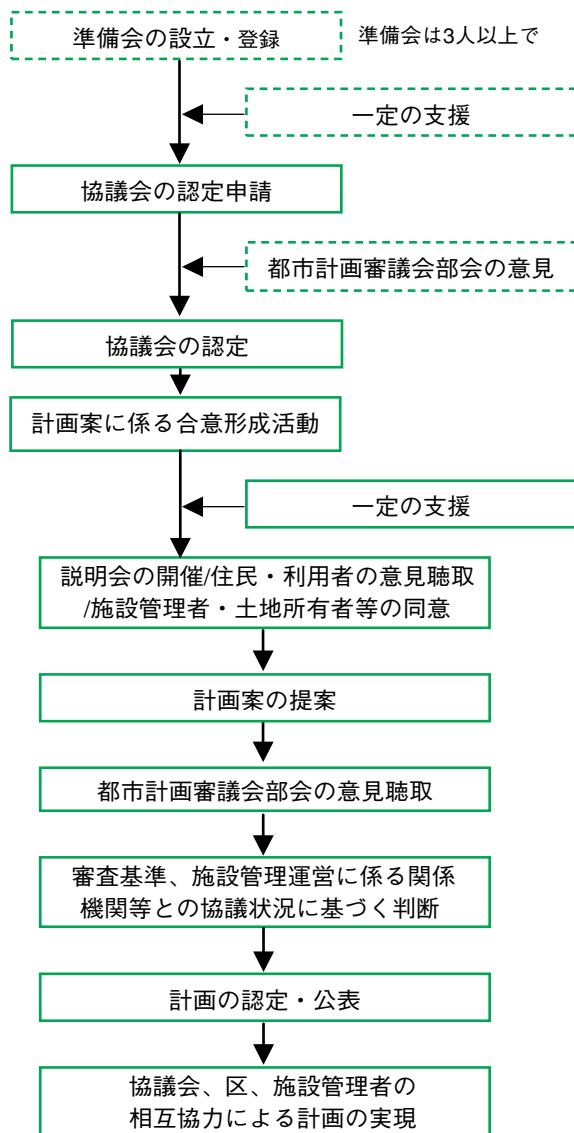 準備会の設立・登録
準備会は3人以上で
一定の支援
協議会の認定申請
都市計画審議会部会の意見
協議会の認定
計画案に係る合意形成活動
一定の支援
説明会の開催/住民・利用者の意見聴取
/施設管理者・土地所有者等の同意
計画案の提案
都市計画審議会部会の意見聴取
審査基準、施設管理運営に係る関係
機関等との協議状況に基づく判断
計画の認定・公表
協議会、区、施設管理者の
相互協力による計画の実現